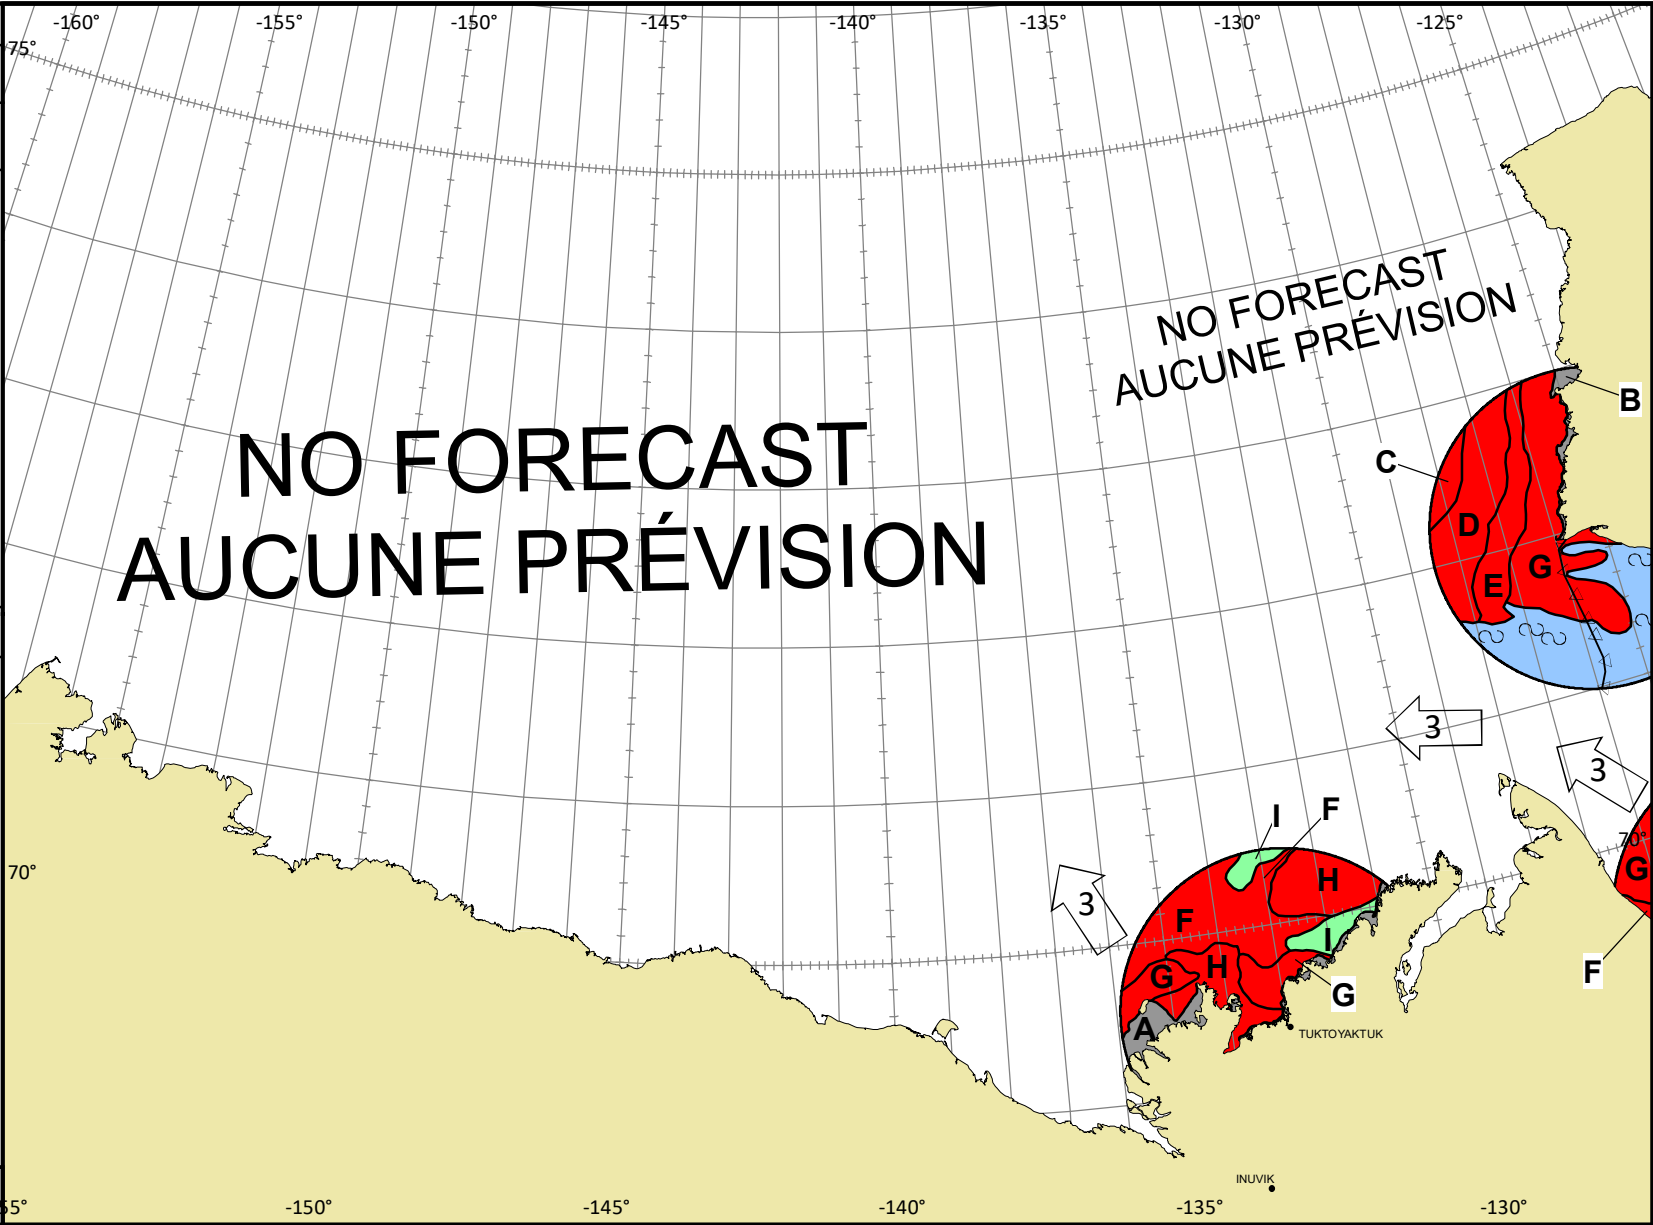 -160° -155° -150° -145° -140° -135° -130° -125°
75°
NO FORECAST
AUCUNE PRÉVISION
NO FORECAST
AUCUNE PRÉVISION
B
C
D
E
G
3
3
70°
G
F
I
F
H
F
I
G
H
G
A
3
TUKTOYAKTUK
70°
INUVIK
55° -150° -145° -140° -135° -130°